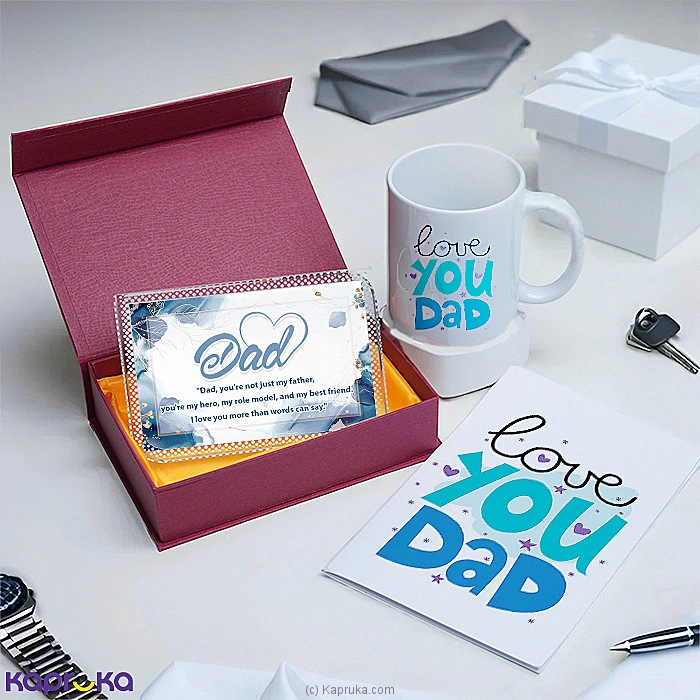 love
YOU
DaD
Dad
"Dad, you're not just my father,
you're my hero, my role model, and my best friend.
I love you more than words can say."
love
YOU
DaD
kapruka
(c) Kapruka.com